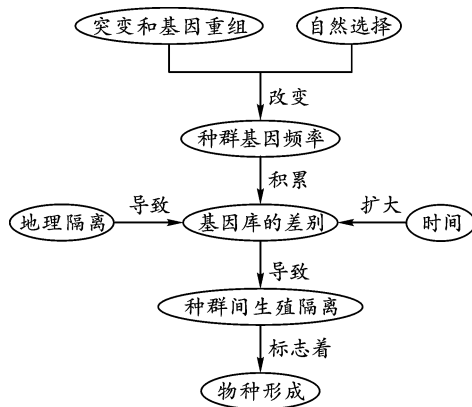 突变和基因重组
自然选择
改变
种群基因频率
积累
地理隔离
导致
基因库的差别
扩大
时间
导致
种群间生殖隔离
标志着
物种形成